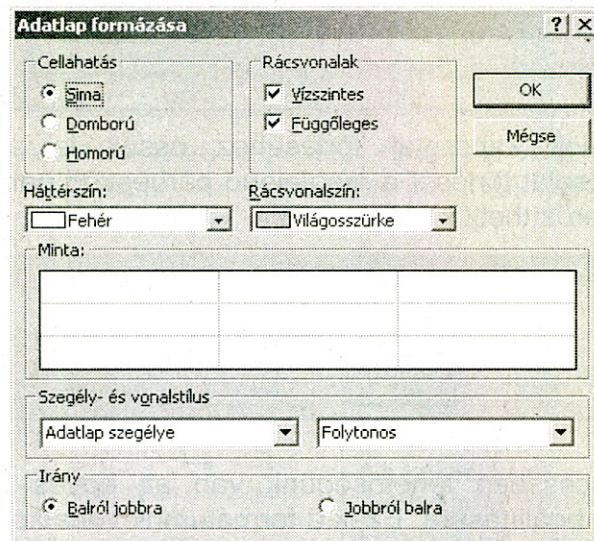 Adatlap formázása
Cellahatás
Sima
Domború
Homorú
Rácsvonalak
Vízszintes
Függőleges
OK
Mégse
Háttérszín:
Fehér
Rácsvonalszín:
Világosszürke
Minta:
Szegély- és vonalstílus
Adatlap szegélye
Folytonos
Irány
Balról jobbra
Jobbról balra